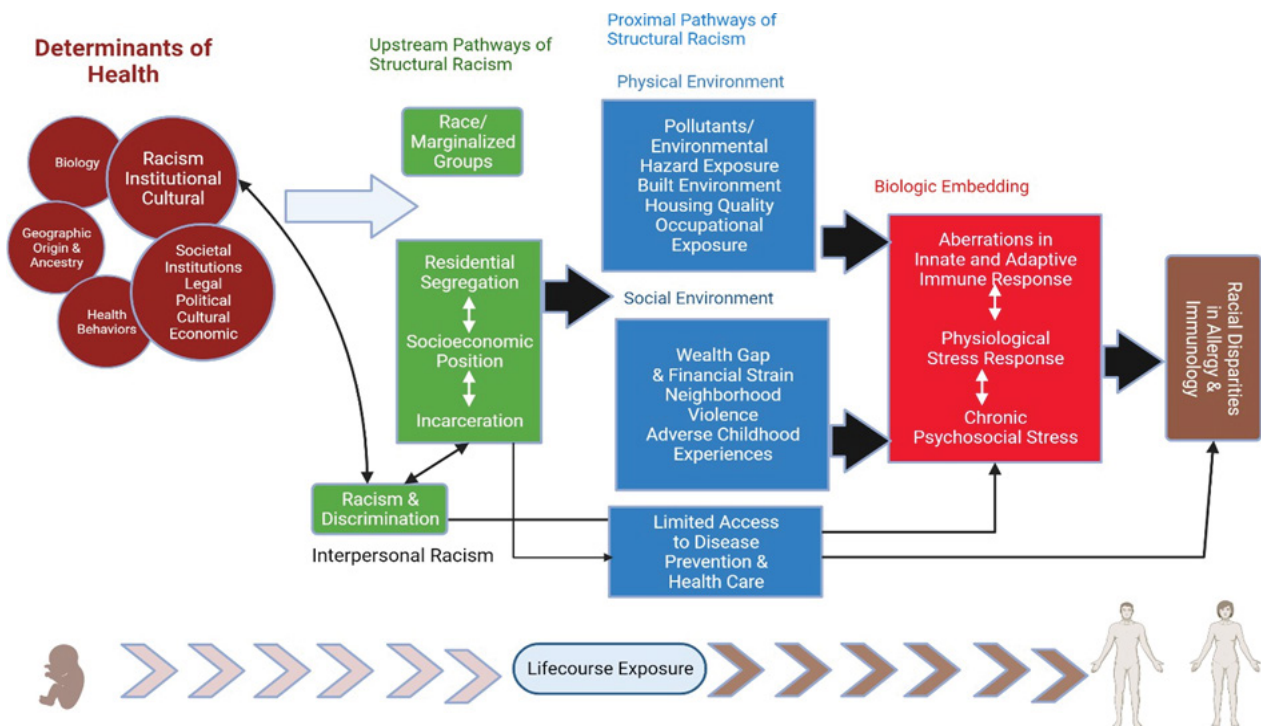 Determinants of
Health
Biology
Racism
Institutional
Cultural
Geographic
Origin &
Ancestry
Societal
Institutions
Legal
Political
Cultural
Economic
Health
Behaviors
Upstream Pathways of
Structural Racism
Race/
Marginalized
Groups
Residential
Segregation
Socioeconomic
Position
Incarceration
Racism &
Discrimination
Interpersonal Racism
Proximal Pathways of
Structural Racism
Physical Environment
Pollutants/
Environmental
Hazard Exposure
Built Environment
Housing Quality
Occupational
Exposure
Social Environment
Wealth Gap
& Financial Strain
Neighborhood
Violence
Adverse Childhood
Experiences
Limited Access
to Disease
Prevention &
Health Care
Biologic Embedding
Aberrations in
Innate and Adaptive
Immune Response
Physiological
Stress Response
Chronic
Psychosocial Stress
Racial Disparities
in Allergy &
Immunology
Lifecourse Exposure